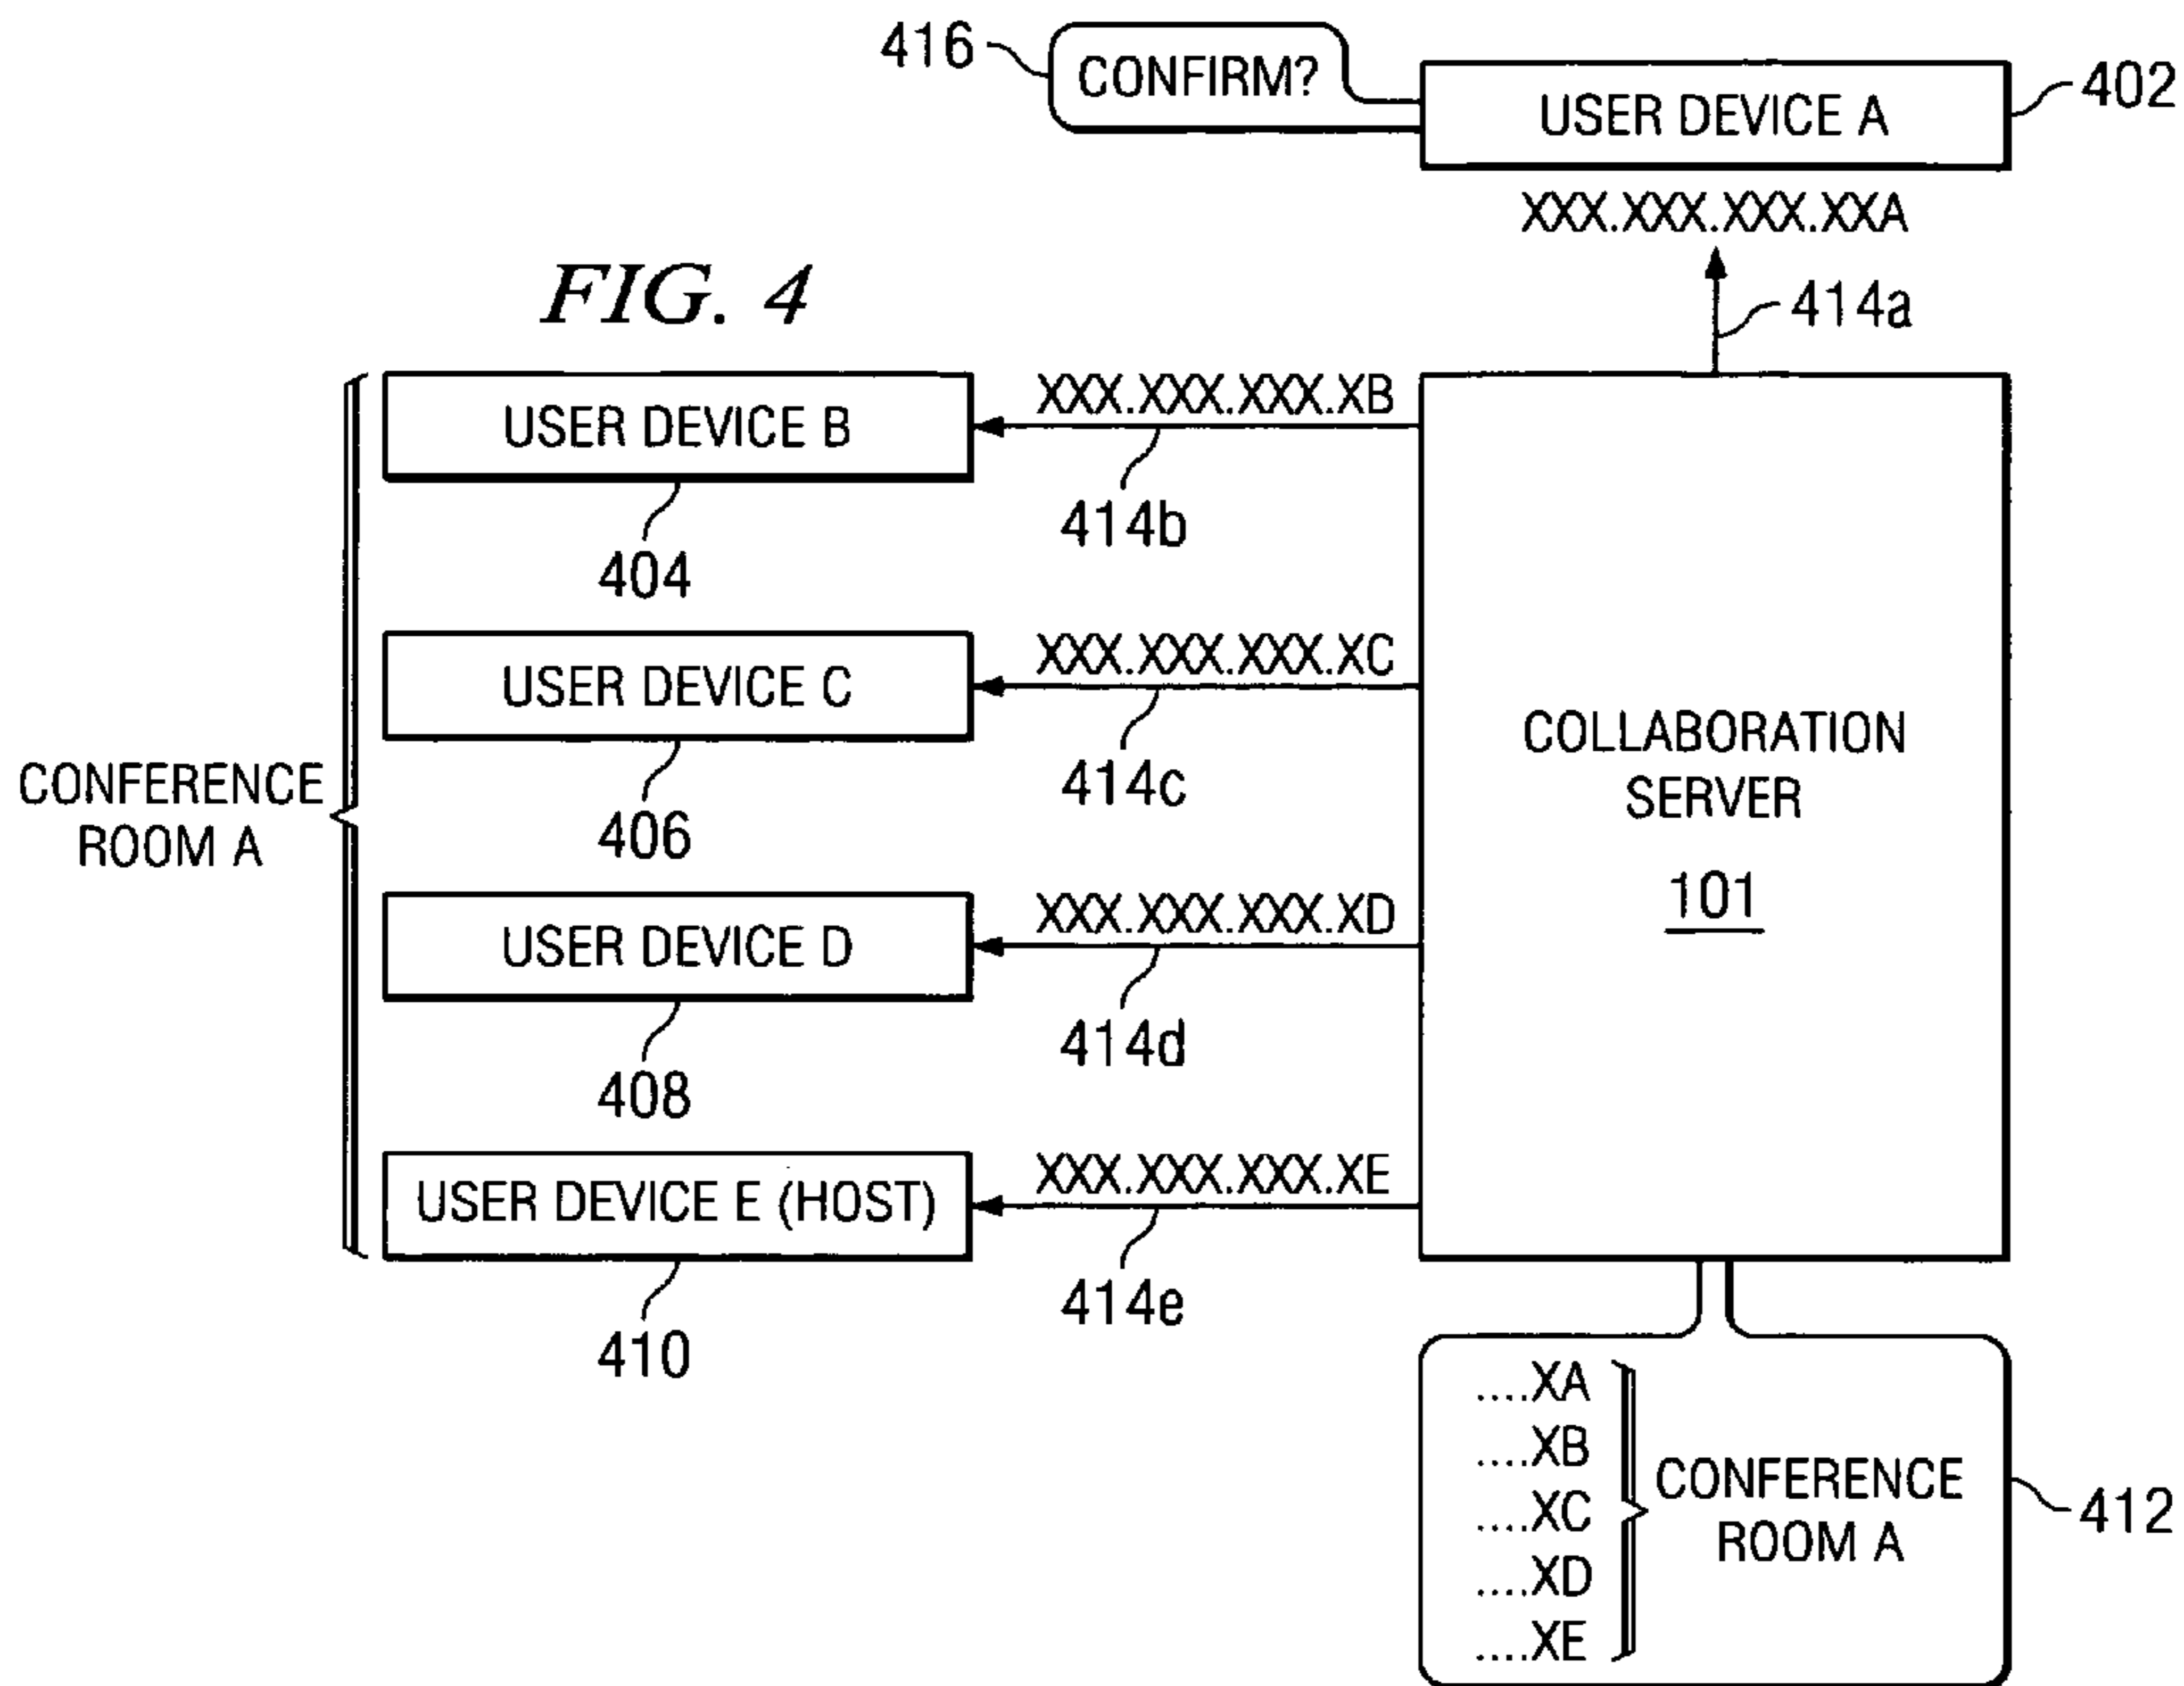 416
CONFIRM?
USER DEVICE A
402
XXX.XXX.XXX.XXA
414a
FIG. 4
USER DEVICE B
XXX.XXX.XXX.XB
414b
404
USER DEVICE C
XXX.XXX.XXX.XC
414c
406
CONFERENCE
ROOM A
COLLABORATION
SERVER
101
USER DEVICE D
XXX.XXX.XXX.XD
414d
408
USER DEVICE E (HOST)
XXX.XXX.XXX.XE
414e
410
....XA
....XB
....XC
....XD
....XE
CONFERENCE
ROOM A
412